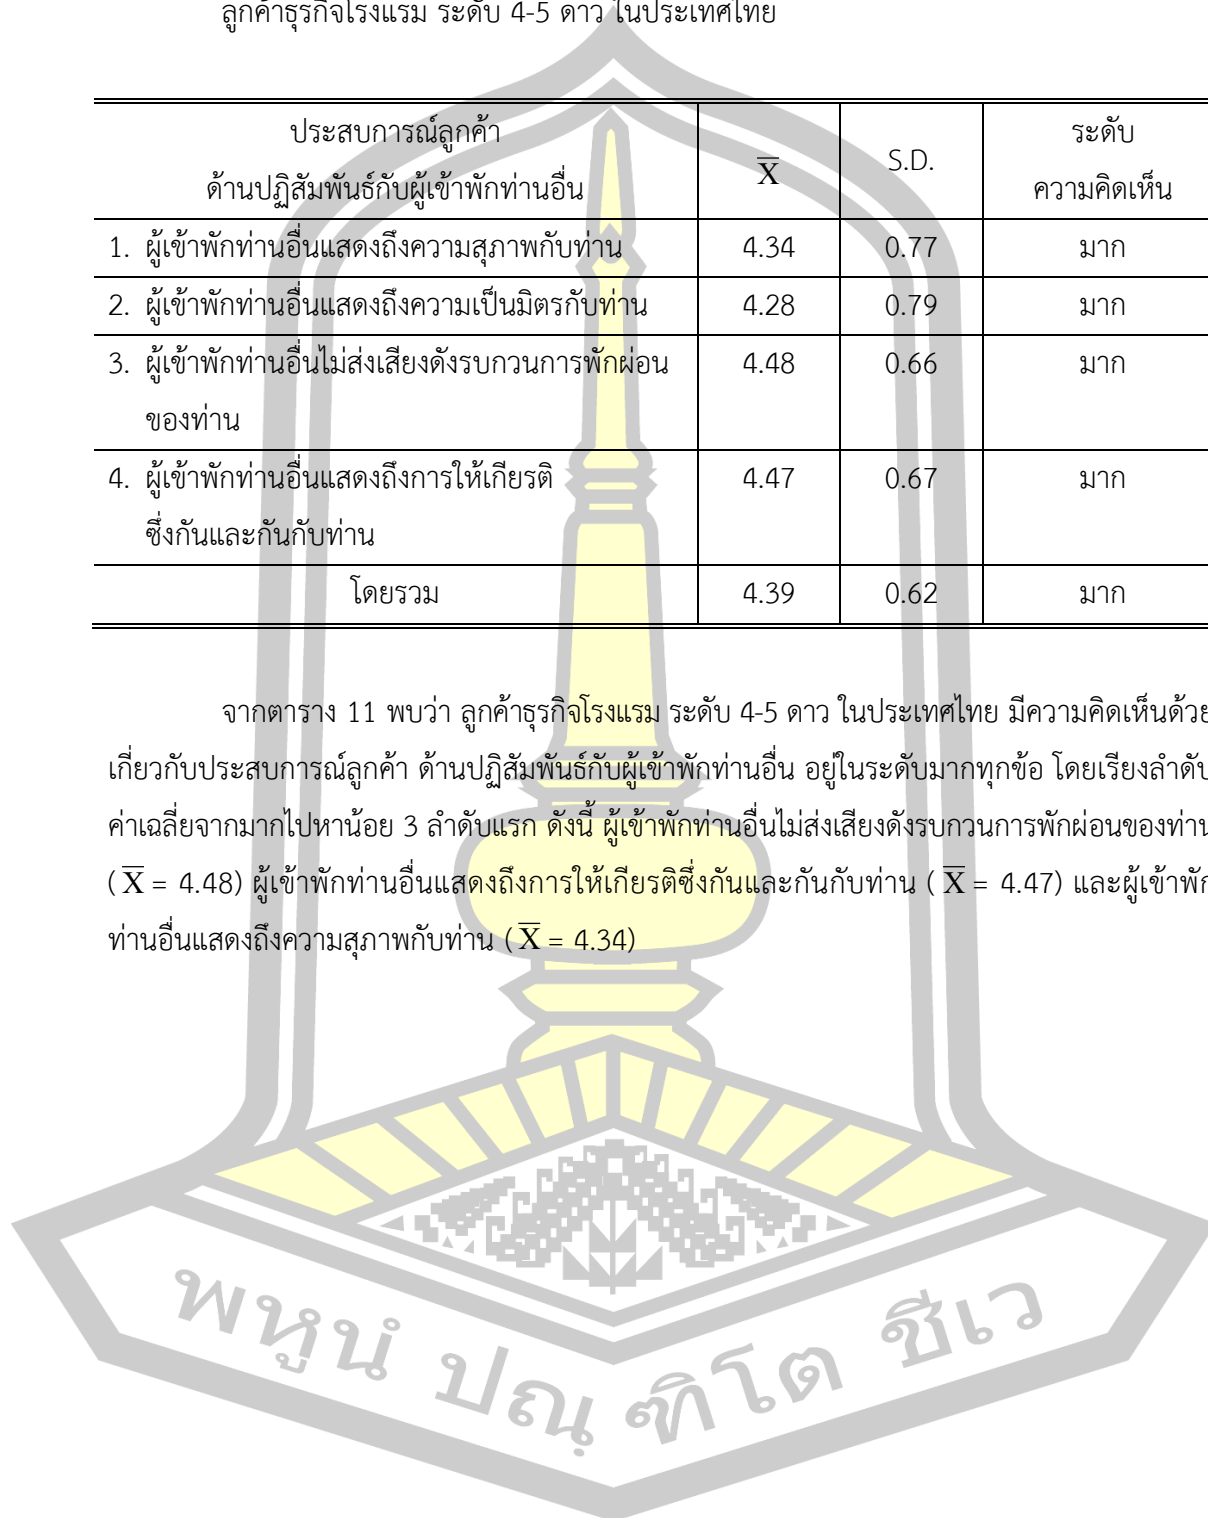 ลูกค้าธุรกิจโรงแรม ระดับ 4-5 ดาว ในประเทศไทย
ประสบการณ์ลูกค้า
ด้านปฏิสัมพันธ์กับผู้เข้าพักท่านอื่น
X̅
S.D.
ระดับ
ความคิดเห็น
1. ผู้เข้าพักท่านอื่นแสดงถึงความสุภาพกับท่าน 4.34 0.77 มาก
2. ผู้เข้าพักท่านอื่นแสดงถึงความเป็นมิตรกับท่าน 4.28 0.79 มาก
3. ผู้เข้าพักท่านอื่นไม่ส่งเสียงดังรบกวนการพักผ่อน 4.48 0.66 มาก
ของท่าน
4. ผู้เข้าพักท่านอื่นแสดงถึงการให้เกียรติ 4.47 0.67 มาก
ซึ่งกันและกันกับท่าน
โดยรวม 4.39 0.62 มาก
จากตาราง 11 พบว่า ลูกค้าธุรกิจโรงแรม ระดับ 4-5 ดาว ในประเทศไทย มีความคิดเห็นด้วย
เกี่ยวกับประสบการณ์ลูกค้า ด้านปฏิสัมพันธ์กับผู้เข้าพักท่านอื่น อยู่ในระดับมากทุกข้อ โดยเรียงลำดับ
ค่าเฉลี่ยจากมากไปหาน้อย 3 ลำดับแรก ดังนี้ ผู้เข้าพักท่านอื่นไม่ส่งเสียงดังรบกวนการพักผ่อนของท่าน
( X̅ = 4.48) ผู้เข้าพักท่านอื่นแสดงถึงการให้เกียรติซึ่งกันและกันกับท่าน ( X̅ = 4.47) และผู้เข้าพัก
ท่านอื่นแสดงถึงความสุภาพกับท่าน ( X̅ = 4.34)
พหูนํ ปณฺฑิโต ชีเว